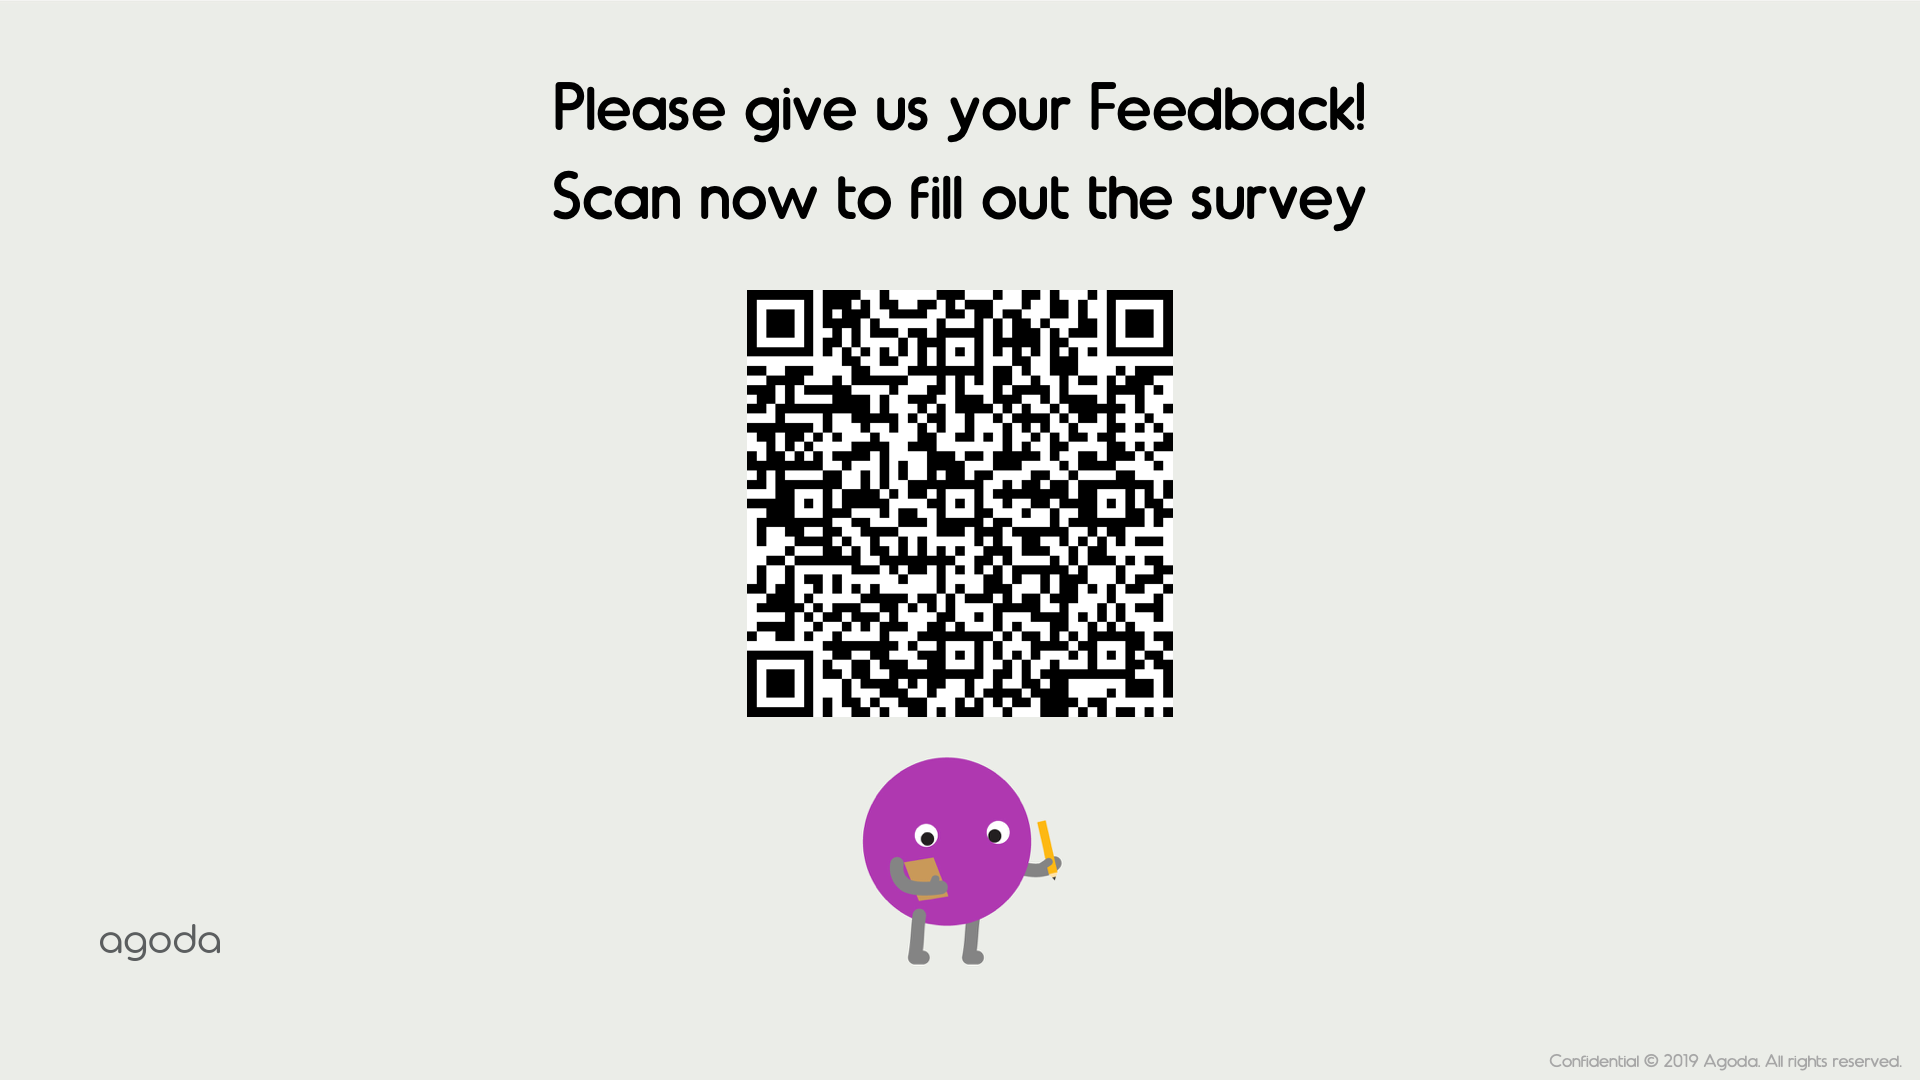 Please give us your Feedback!
Scan now to fill out the survey
agoda
Confidential © 2019 Agoda. All rights reserved.